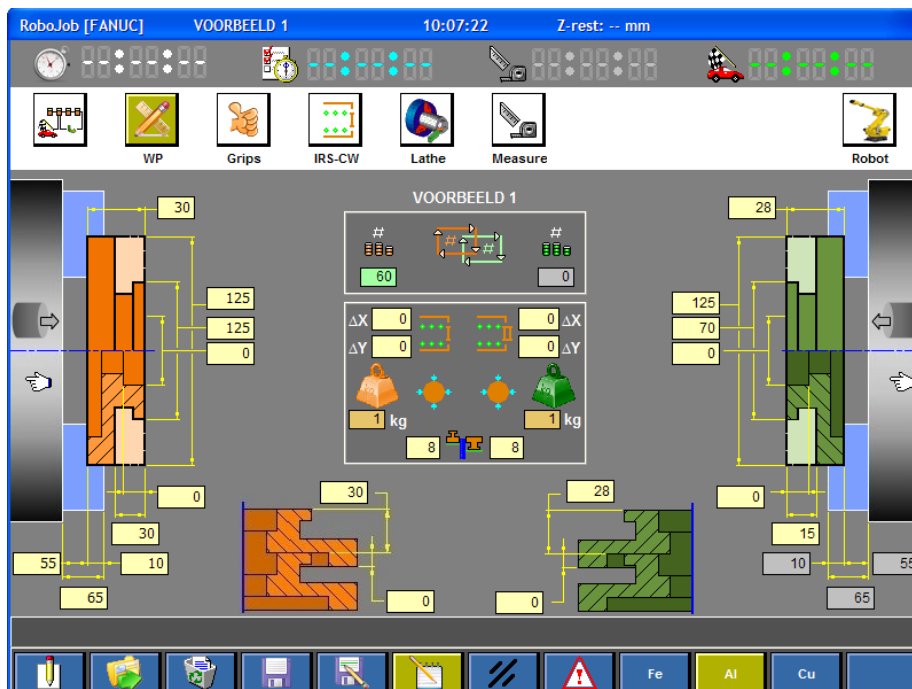 RoboJob [FANUC] VOORBEELD 1 10:07:22 Z-rest: -- mm
WP Grips IRS-CW Lathe Measure Robot
VOORBEELD 1
30 28
# # # #
60 0
125 125
125 70
0 0
ΔX 0 0 ΔX
ΔY 0 0 ΔY
1 kg 1 kg
8 8
0 30 28 0
30 15
55 10 10 55
65 0 0 65
Fe Al Cu